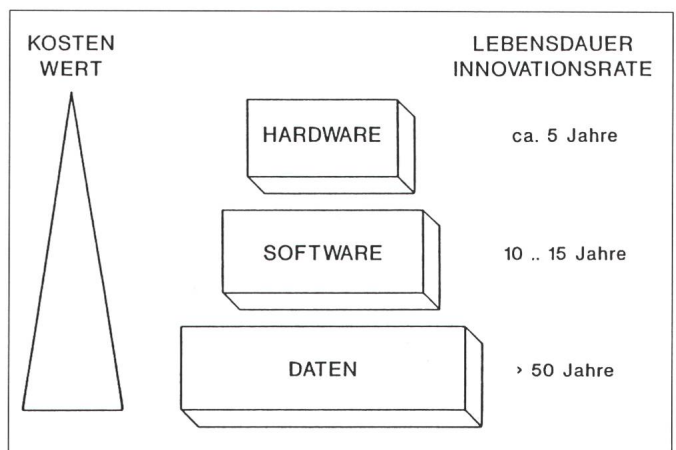 KOSTEN
WERT
LEBENSDAUER
INNOVATIONSRATE
HARDWARE
ca. 5 Jahre
SOFTWARE
10 .. 15 Jahre
DATEN
> 50 Jahre